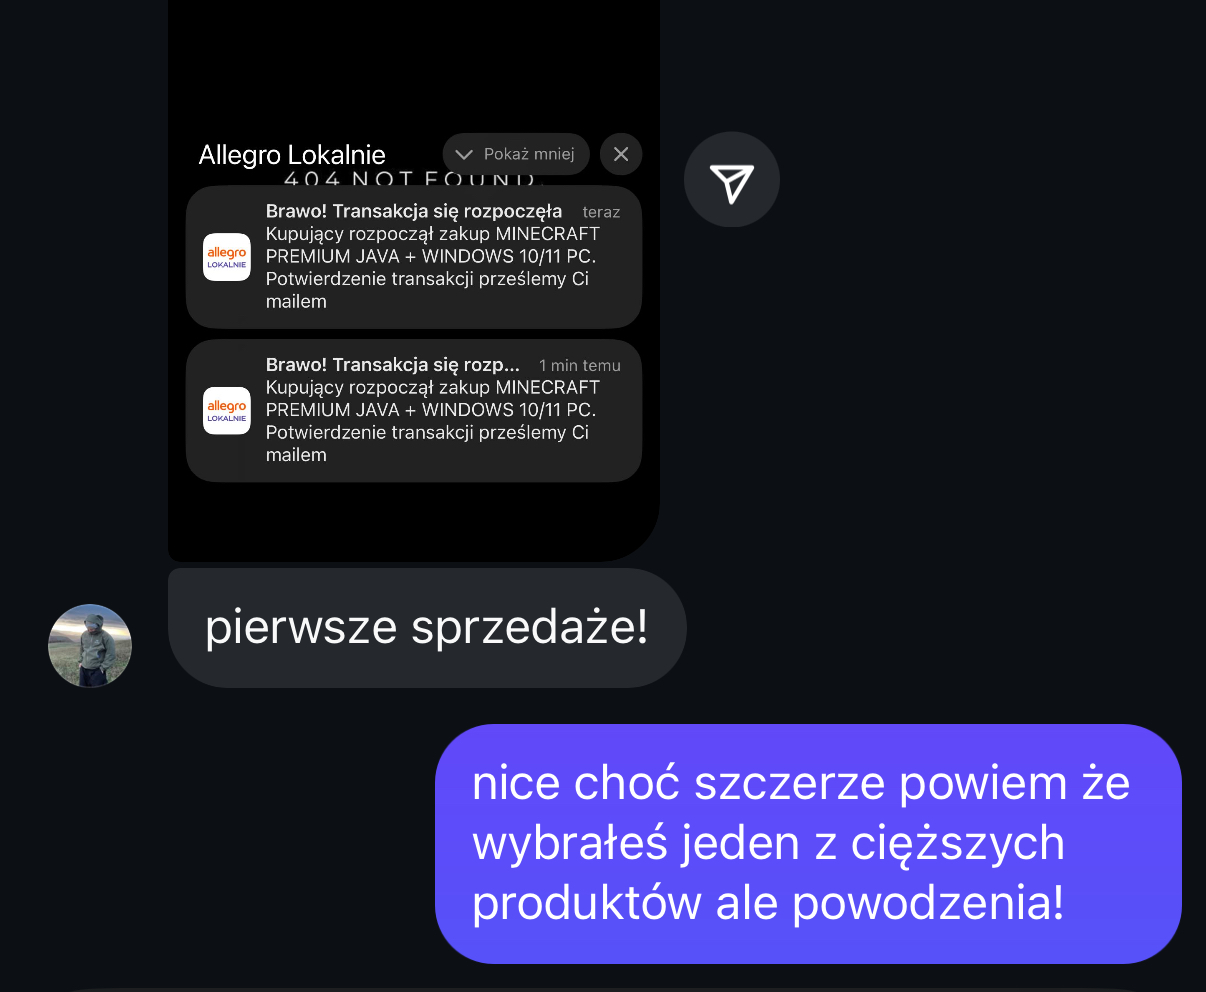 Allegro Lokalnie
Pokaż mniej
404 NOT FOUND.
Brawo! Transakcja się rozpoczęła teraz
allegro
LOKALNIE
Kupujący rozpoczął zakup MINECRAFT
PREMIUM JAVA + WINDOWS 10/11 PC.
Potwierdzenie transakcji prześlemy Ci
mailem
Brawo! Transakcja się rozp... 1 min temu
allegro
LOKALNIE
Kupujący rozpoczął zakup MINECRAFT
PREMIUM JAVA + WINDOWS 10/11 PC.
Potwierdzenie transakcji prześlemy Ci
mailem
pierwsze sprzedaże!
nice choć szczerze powiem że
wybrałeś jeden z cięższych
produktów ale powodzenia!